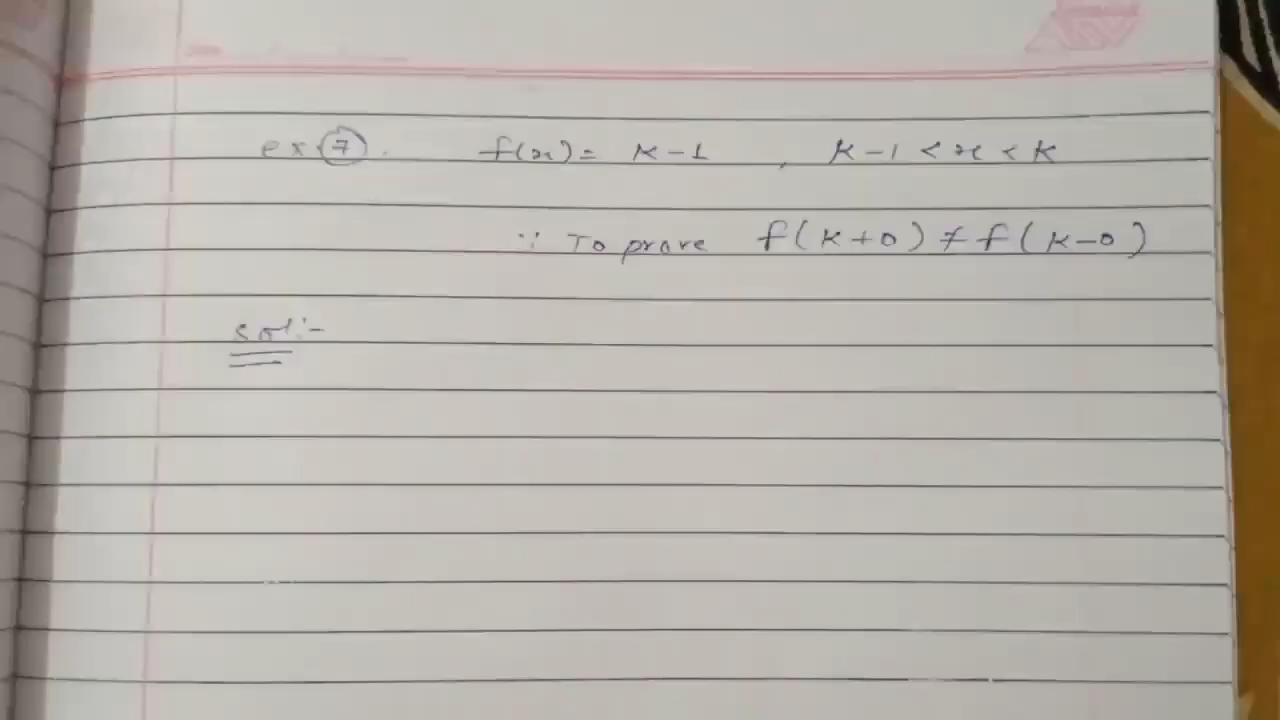 ex. 7. f(x) = K-1 , K-1 < x < K
∵ To prove f(K+0) ≠ f(K-0)
sol:-